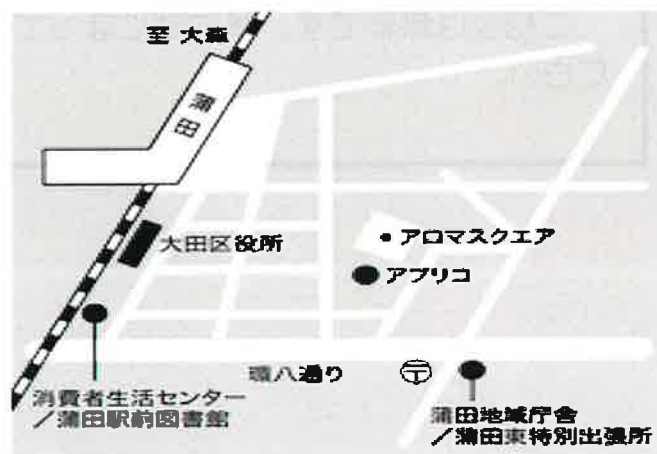 至 大森
蒲田
大田区役所
アロマスクエア
アプリコ
環八通り
〒
消費者生活センター
/蒲田駅前図書館
蒲田地域庁舎
/蒲田東特別出張所